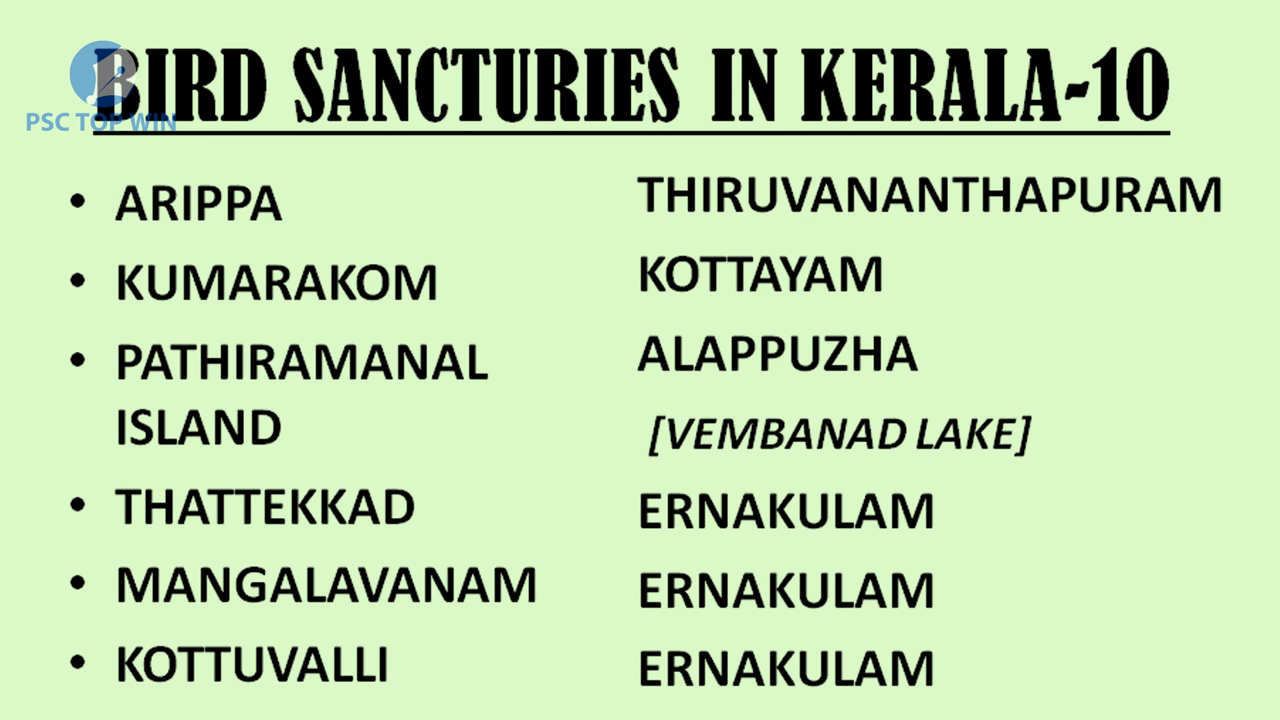 BIRD SANCTURIES IN KERALA-10
PSC TOP WIN
• ARIPPA
THIRUVANANTHAPURAM
• KUMARAKOM
KOTTAYAM
• PATHIRAMANAL
ISLAND
ALAPPUZHA
[VEMBANAD LAKE]
• THATTEKKAD
ERNAKULAM
• MANGALAVANAM
ERNAKULAM
• KOTTUVALLI
ERNAKULAM